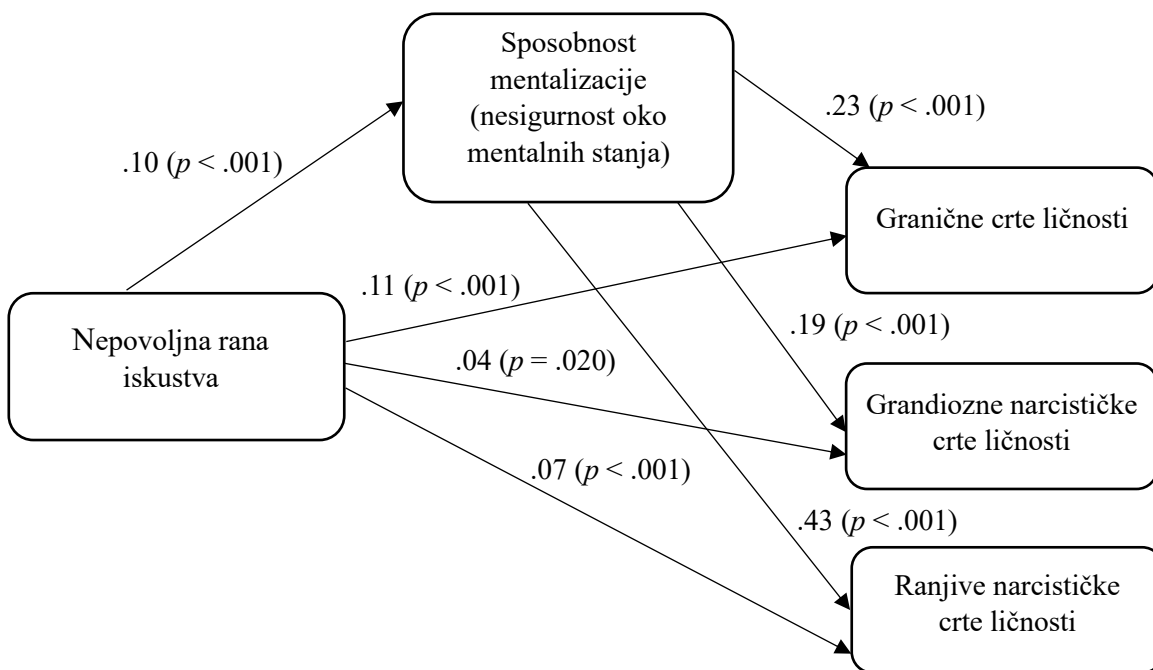 Sposobnost
mentalizacije
(nesigurnost oko
mentalnih stanja)
.23 (p < .001)
.10 (p < .001)
Granične crte ličnosti
.11 (p < .001)
.19 (p < .001)
Nepovoljna rana
iskustva
.04 (p = .020)
Grandiozne narcističke
crte ličnosti
.07 (p < .001)
.43 (p < .001)
Ranjive narcističke
crte ličnosti